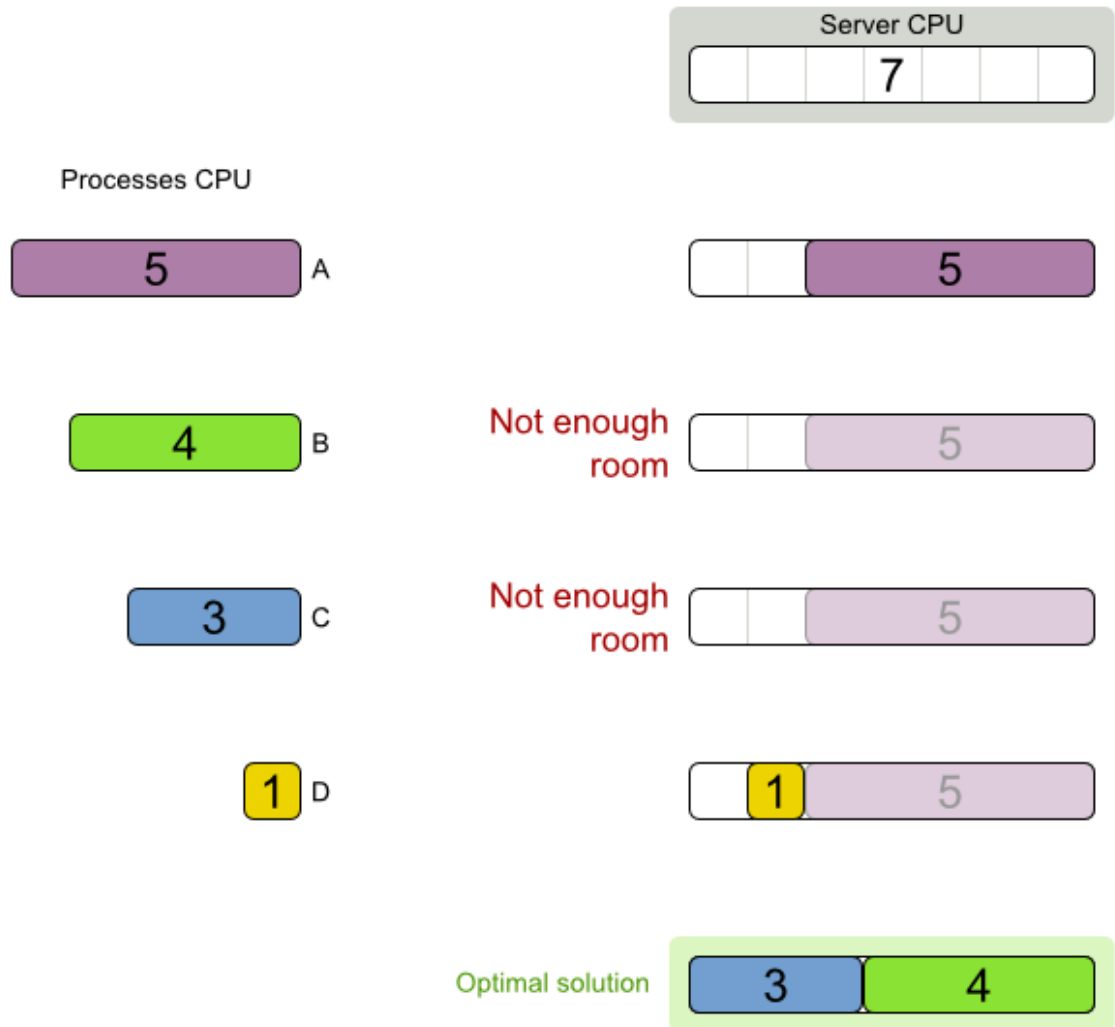 Server CPU
7
Processes CPU
5 A
5
4 B
Not enough
room
5
3 C
Not enough
room
5
1 D
1 5
Optimal solution
3 4